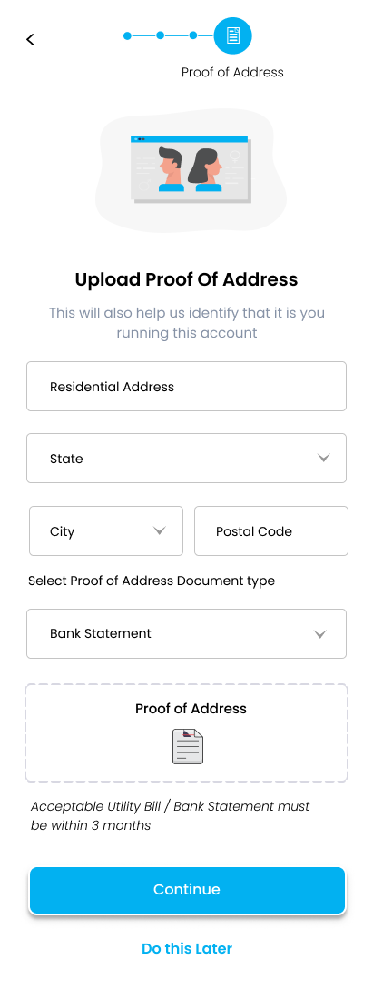 Proof of Address
Upload Proof Of Address
This will also help us identify that it is you
running this account
Residential Address
State
City
Postal Code
Select Proof of Address Document type
Bank Statement
Proof of Address
Acceptable Utility Bill / Bank Statement must
be within 3 months
Continue
Do this Later